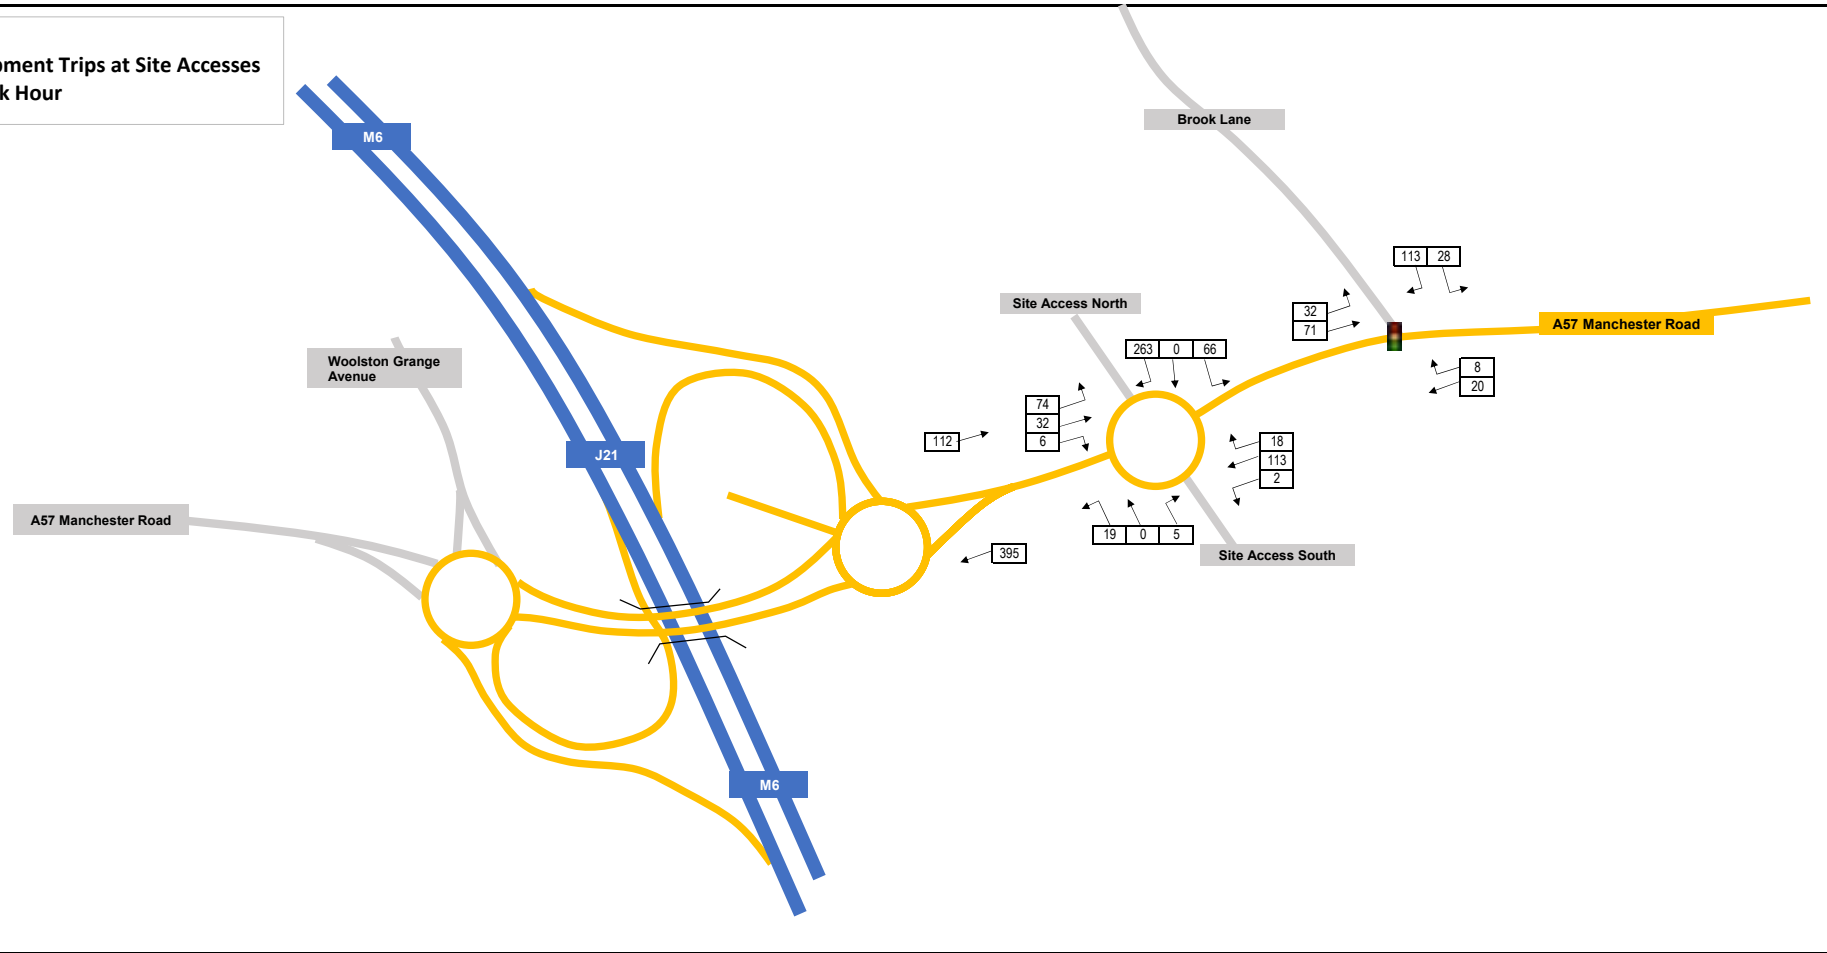 Trips at Site Accesses
Hour
M6
Brook Lane
113 28
Site Access North
32
71
A57 Manchester Road
263 0 66
Woolston Grange
Avenue
8
20
74
32
6
112
18
113
2
J21
A57 Manchester Road
19 0 5
395
Site Access South
M6